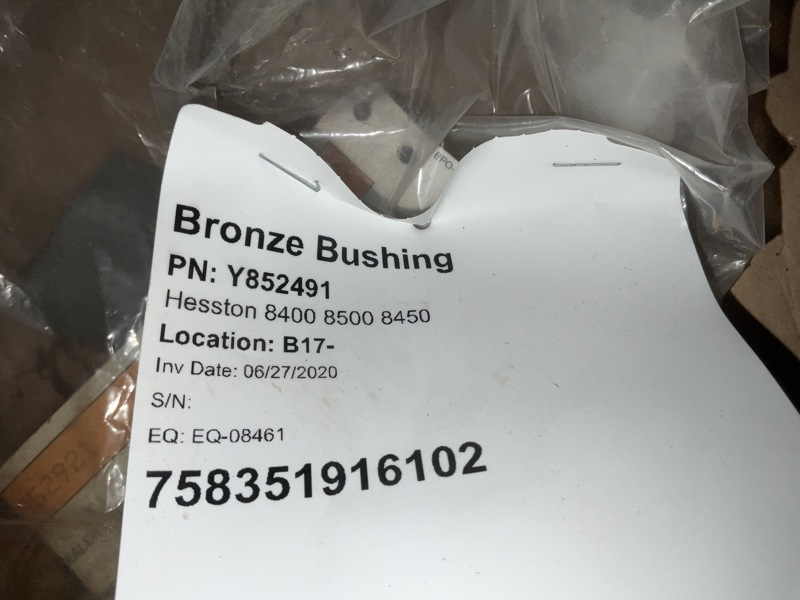 Bronze Bushing
PN: Y852491
Hesston 8400 8500 8450
Location: B17-
Inv Date: 06/27/2020
S/N:
EQ: EQ-08461
758351916102